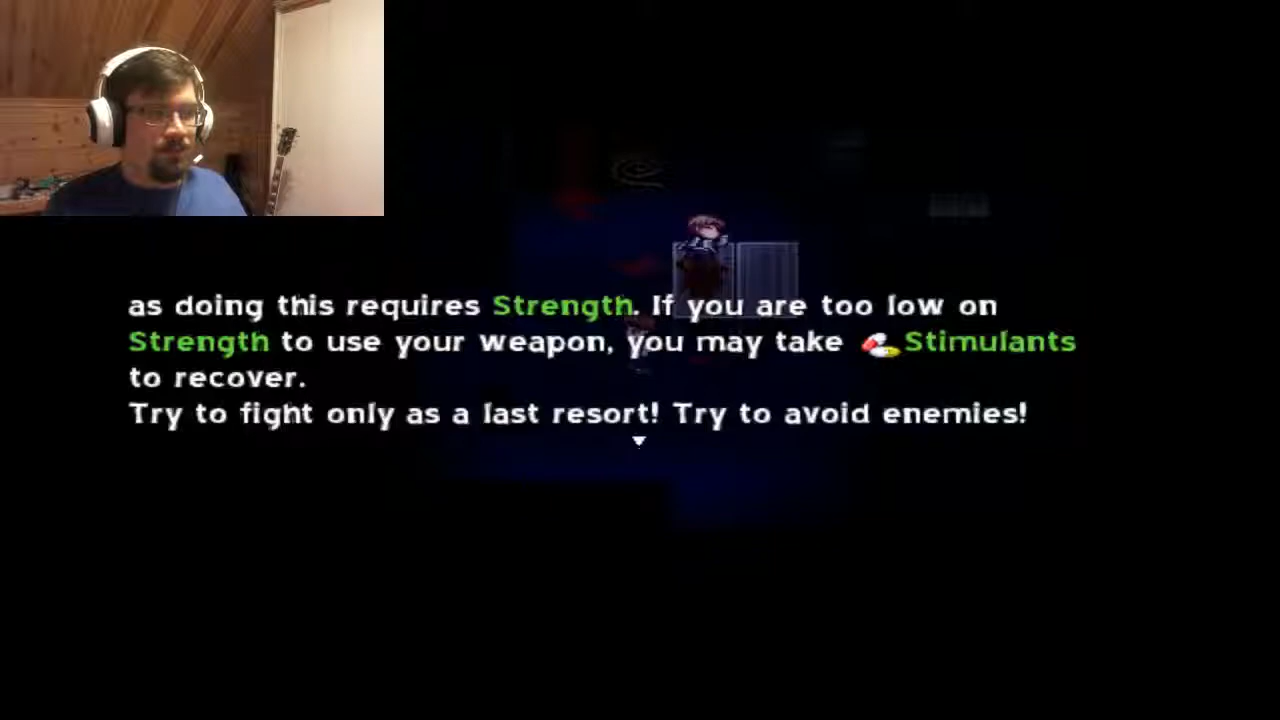 as doing this requires Strength. If you are too low on
Strength to use your weapon, you may take Stimulants
to recover.
Try to fight only as a last resort! Try to avoid enemies!